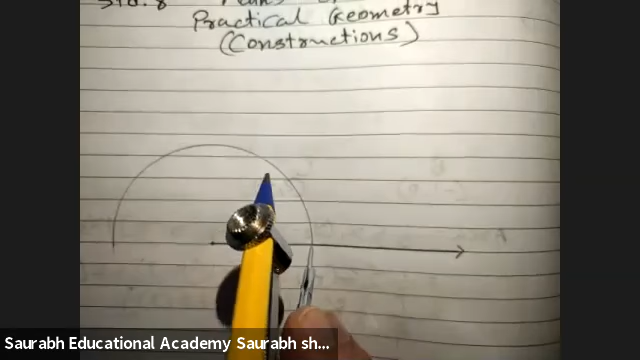 Practical Geometry
(Constructions)
Saurabh Educational Academy Saurabh sh...